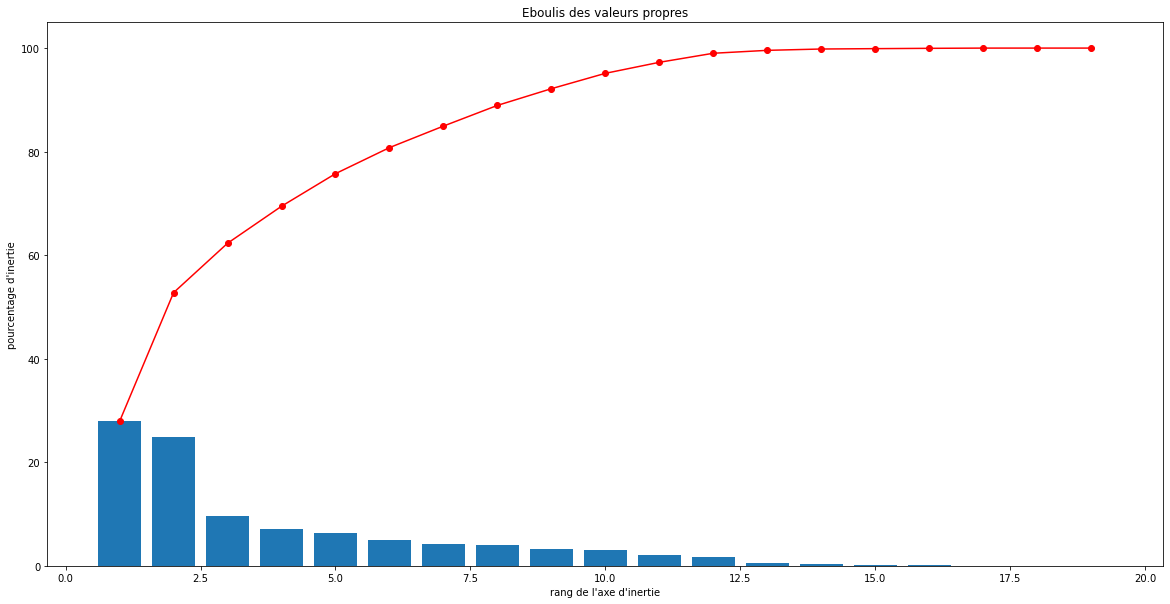 Eboulis des valeurs propres
100
80
60
40
20
0
pourcentage d'inertie
0.0 2.5 5.0 7.5 10.0 12.5 15.0 17.5 20.0
rang de l'axe d'inertie